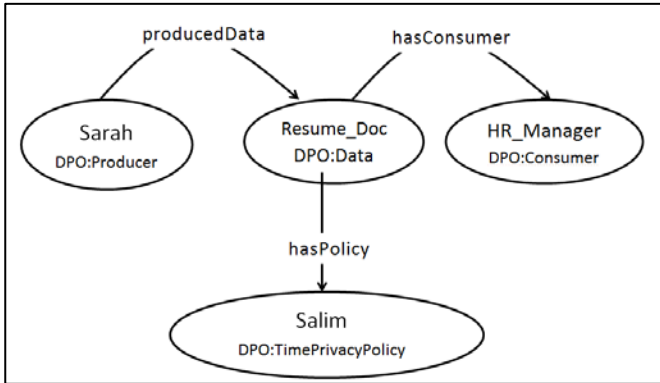 producedData
hasConsumer
Sarah
DPO:Producer
Resume_Doc
DPO:Data
HR_Manager
DPO:Consumer
hasPolicy
Salim
DPO:TimePrivacyPolicy